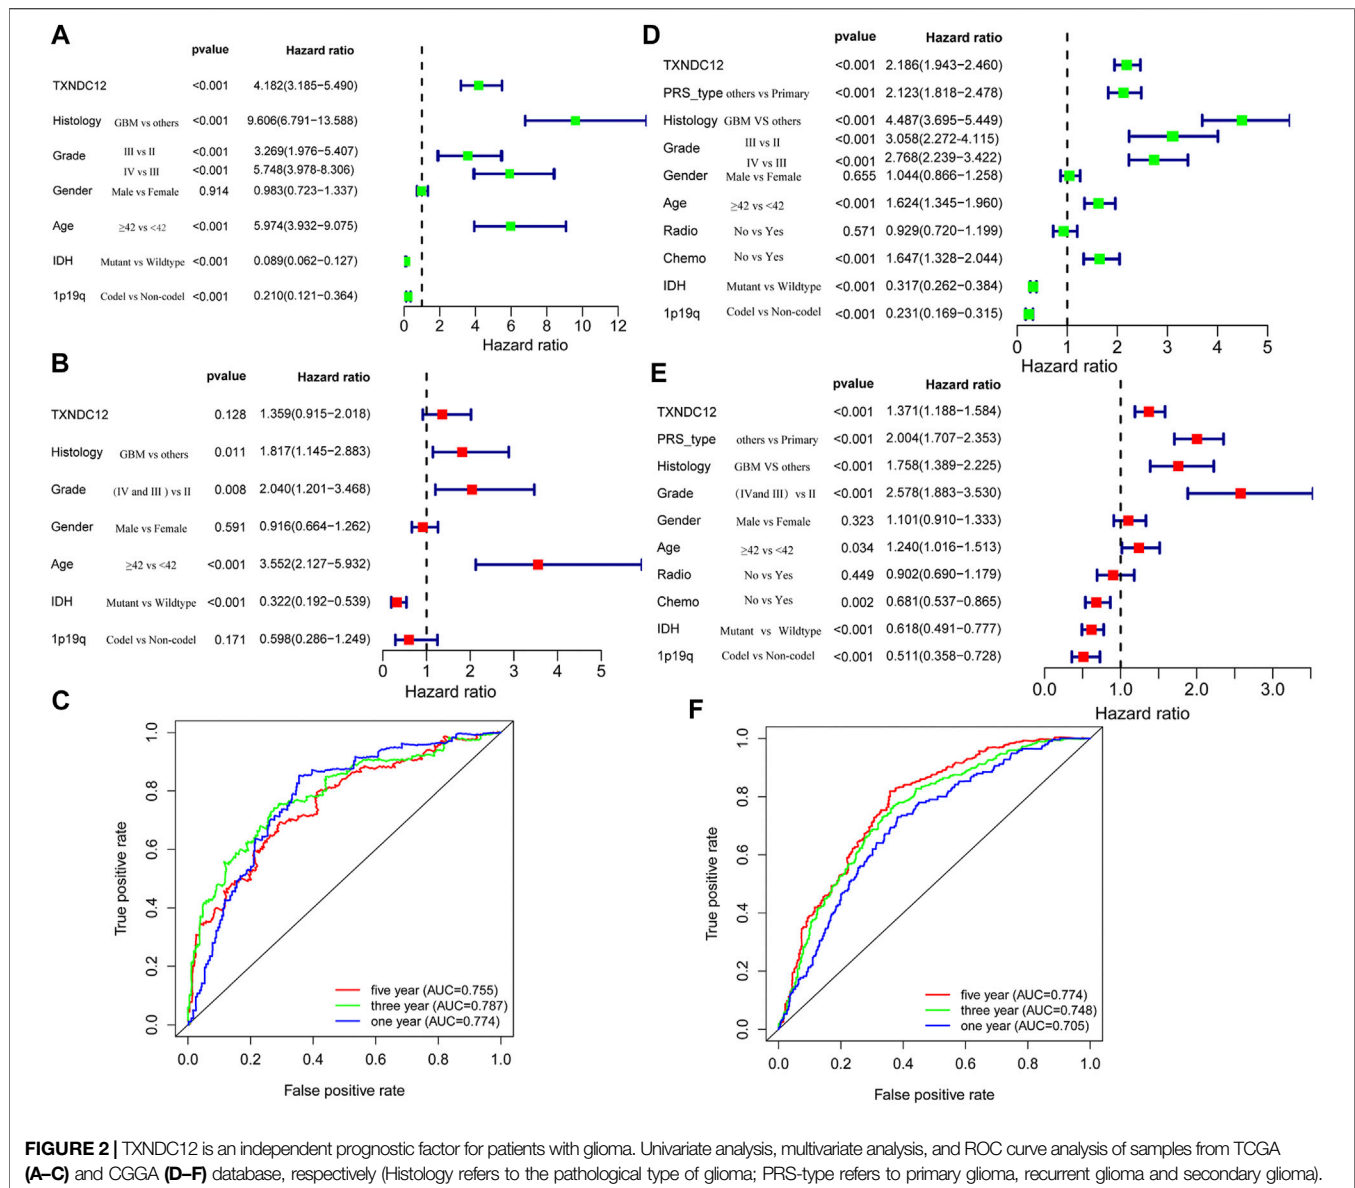 A
pvalue Hazard ratio
TXNDC12 <0.001 4.182(3.185−5.490)
Histology GBM vs others <0.001 9.606(6.791−13.588)
Grade III vs II <0.001 3.269(1.976−5.407)
IV vs III <0.001 5.748(3.978−8.306)
Gender Male vs Female 0.914 0.983(0.723−1.337)
Age ≥42 vs <42 <0.001 5.974(3.932−9.075)
IDH Mutant vs Wildtype <0.001 0.089(0.062−0.127)
1p19q Codel vs Non-codel <0.001 0.210(0.121−0.364)
0 2 4 6 8 10 12
Hazard ratio
B
pvalue Hazard ratio
TXNDC12 0.128 1.359(0.915−2.018)
Histology GBM vs others 0.011 1.817(1.145−2.883)
Grade (IV and III ) vs II 0.008 2.040(1.201−3.468)
Gender Male vs Female 0.591 0.916(0.664−1.262)
Age ≥42 vs <42 <0.001 3.552(2.127−5.932)
IDH Mutant vs Wildtype <0.001 0.322(0.192−0.539)
1p19q Codel vs Non-codel 0.171 0.598(0.286−1.249)
0 1 2 3 4 5
Hazard ratio
C
True positive rate
0.0 0.2 0.4 0.6 0.8 1.0
five year (AUC=0.755)
three year (AUC=0.787)
one year (AUC=0.774)
0.0 0.2 0.4 0.6 0.8 1.0
False positive rate
D
pvalue Hazard ratio
TXNDC12 <0.001 2.186(1.943−2.460)
PRS_type others vs Primary <0.001 2.123(1.818−2.478)
Histology GBM VS others <0.001 4.487(3.695−5.449)
Grade III vs II <0.001 3.058(2.272−4.115)
IV vs III <0.001 2.768(2.239−3.422)
Gender Male vs Female 0.655 1.044(0.866−1.258)
Age ≥42 vs <42 <0.001 1.624(1.345−1.960)
Radio No vs Yes 0.571 0.929(0.720−1.199)
Chemo No vs Yes <0.001 1.647(1.328−2.044)
IDH Mutant vs Wildtype <0.001 0.317(0.262−0.384)
1p19q Codel vs Non-codel <0.001 0.231(0.169−0.315)
0 1 2 3 4 5
Hazard ratio
E
pvalue Hazard ratio
TXNDC12 <0.001 1.371(1.188−1.584)
PRS_type others vs Primary <0.001 2.004(1.707−2.353)
Histology GBM VS others <0.001 1.758(1.389−2.225)
Grade (IVand III) vs II <0.001 2.578(1.883−3.530)
Gender Male vs Female 0.323 1.101(0.910−1.333)
Age ≥42 vs <42 0.034 1.240(1.016−1.513)
Radio No vs Yes 0.449 0.902(0.690−1.179)
Chemo No vs Yes 0.002 0.681(0.537−0.865)
IDH Mutant vs Wildtype <0.001 0.618(0.491−0.777)
1p19q Codel vs Non-codel <0.001 0.511(0.358−0.728)
0.0 1.0 2.0 3.0
Hazard ratio
F
True positive rate
0.0 0.2 0.4 0.6 0.8 1.0
five year (AUC=0.774)
three year (AUC=0.748)
one year (AUC=0.705)
0.0 0.2 0.4 0.6 0.8 1.0
False positive rate
FIGURE 2 | TXNDC12 is an independent prognostic factor for patients with glioma. Univariate analysis, multivariate analysis, and ROC curve analysis of samples from TCGA
(A–C) and CGGA (D–F) database, respectively (Histology refers to the pathological type of glioma; PRS-type refers to primary glioma, recurrent glioma and secondary glioma).